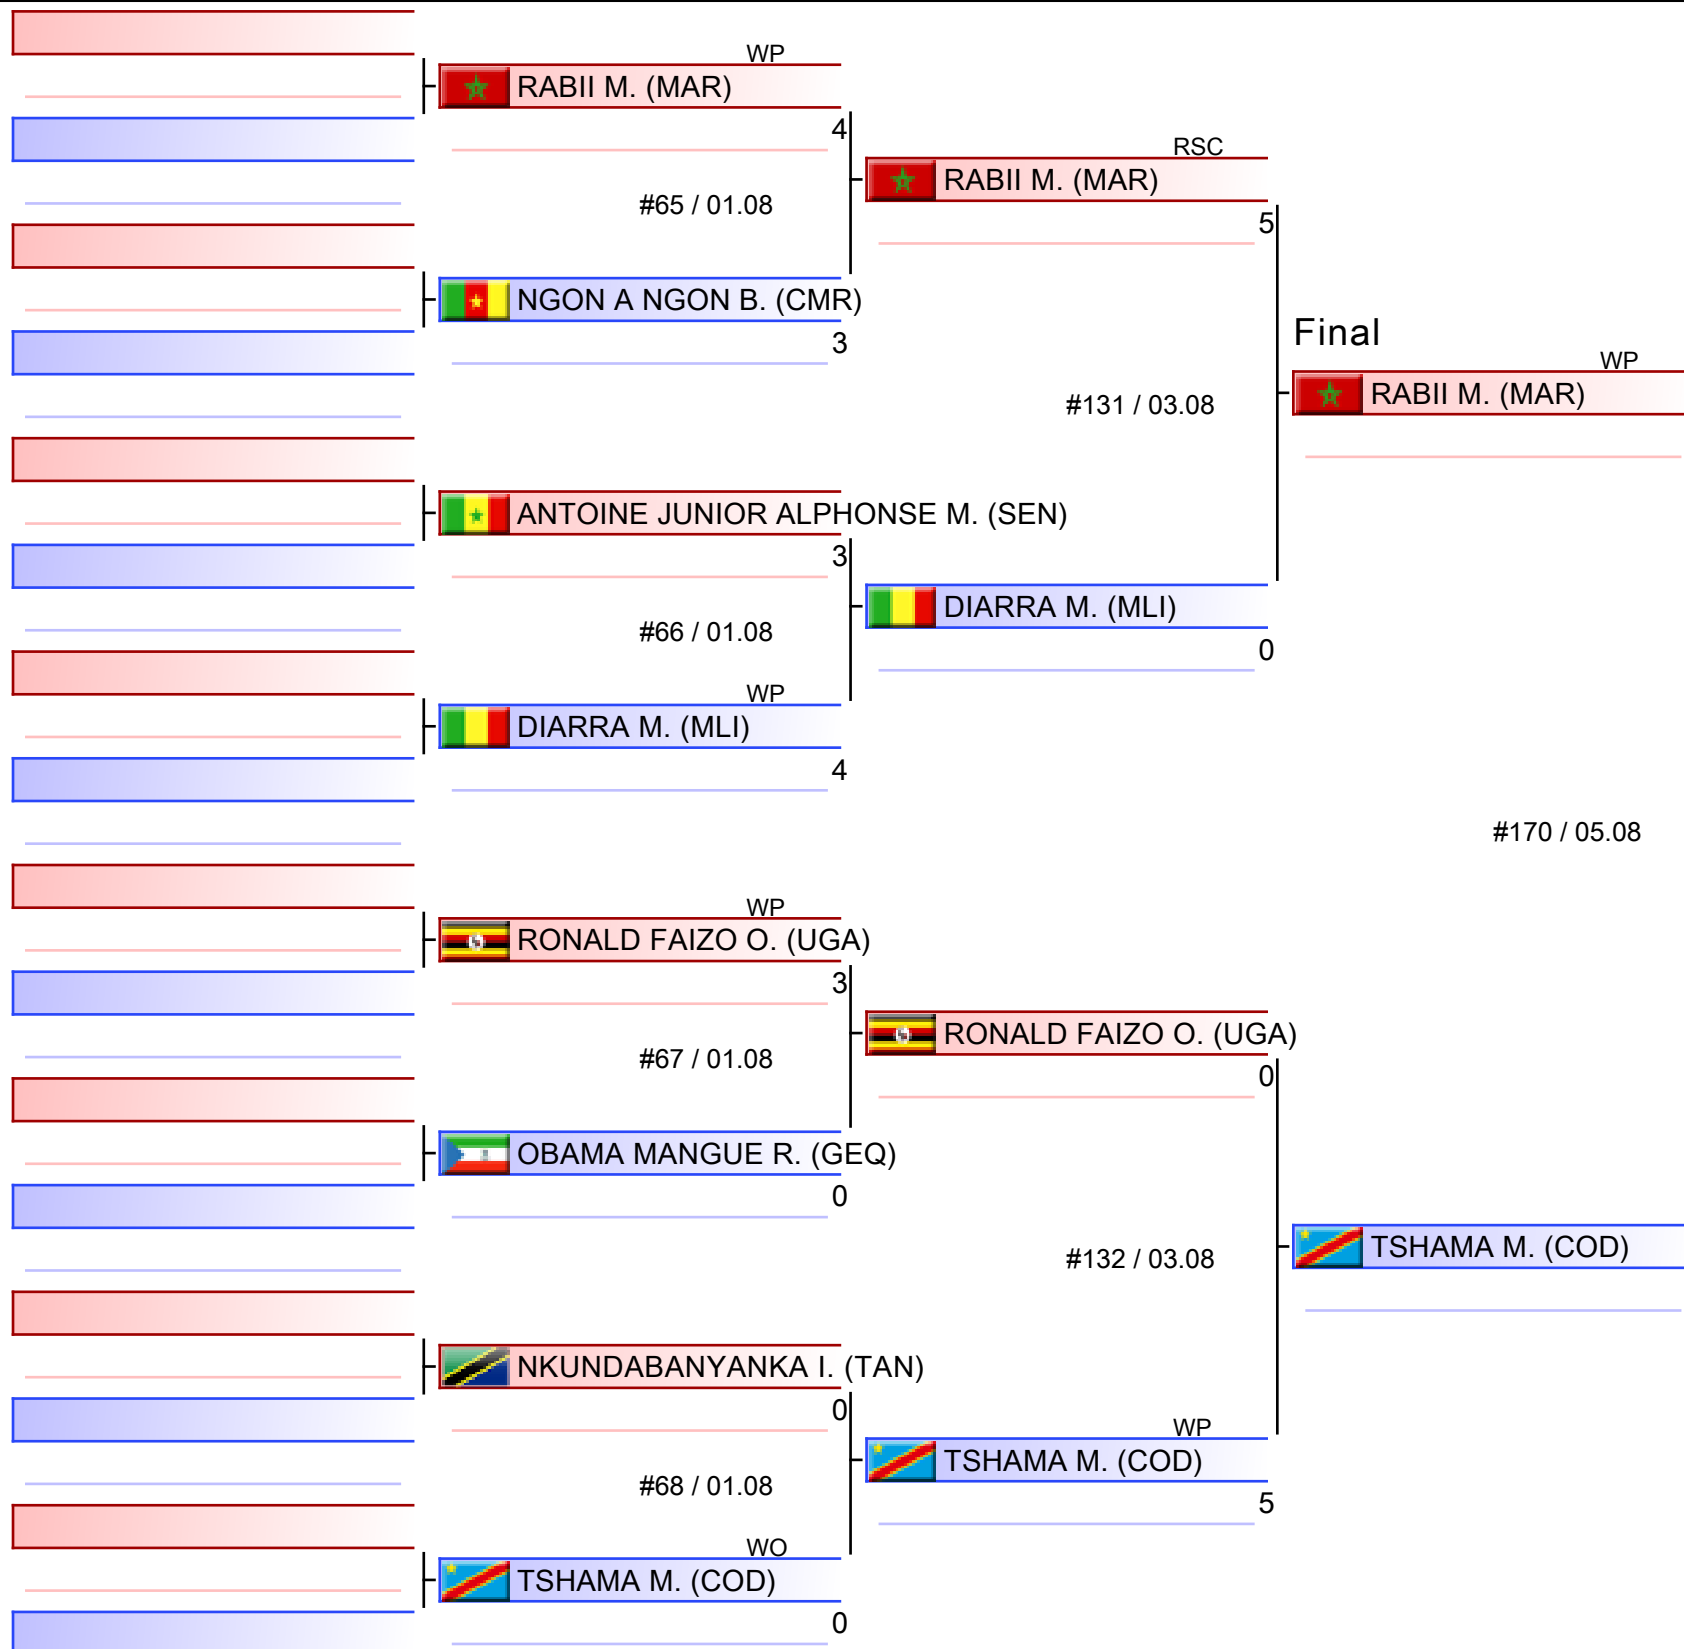 WP
RABII M. (MAR)
4
#65 / 01.08
NGON A NGON B. (CMR)
3
ANTOINE JUNIOR ALPHONSE M. (SEN)
3
#66 / 01.08
WP
DIARRA M. (MLI)
4
WP
RONALD FAIZO O. (UGA)
3
#67 / 01.08
OBAMA MANGUE R. (GEQ)
0
NKUNDABANYANKA I. (TAN)
0
#68 / 01.08
WO
TSHAMA M. (COD)
0
RSC
RABII M. (MAR)
5
#131 / 03.08
DIARRA M. (MLI)
0
RONALD FAIZO O. (UGA)
0
#132 / 03.08
WP
TSHAMA M. (COD)
5
Final
WP
RABII M. (MAR)
#170 / 05.08
TSHAMA M. (COD)